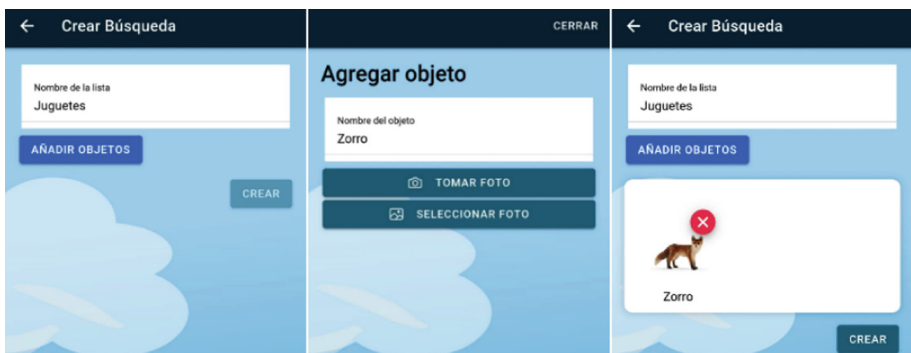 Crear Búsqueda
Nombre de la lista
Juguetes
AÑADIR OBJETOS
CREAR
CERRAR
Agregar objeto
Nombre del objeto
Zorro
TOMAR FOTO
SELECCIONAR FOTO
Crear Búsqueda
Nombre de la lista
Juguetes
AÑADIR OBJETOS
Zorro
CREAR